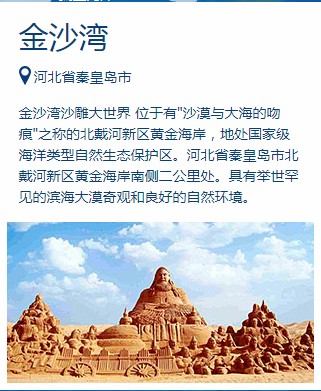 金沙湾
河北省秦皇岛市
金沙湾沙雕大世界 位于有"沙漠与大海的吻
痕"之称的北戴河新区黄金海岸，地处国家级
海洋类型自然生态保护区。河北省秦皇岛市北
戴河新区黄金海岸南侧二公里处。具有举世罕
见的滨海大漠奇观和良好的自然环境。